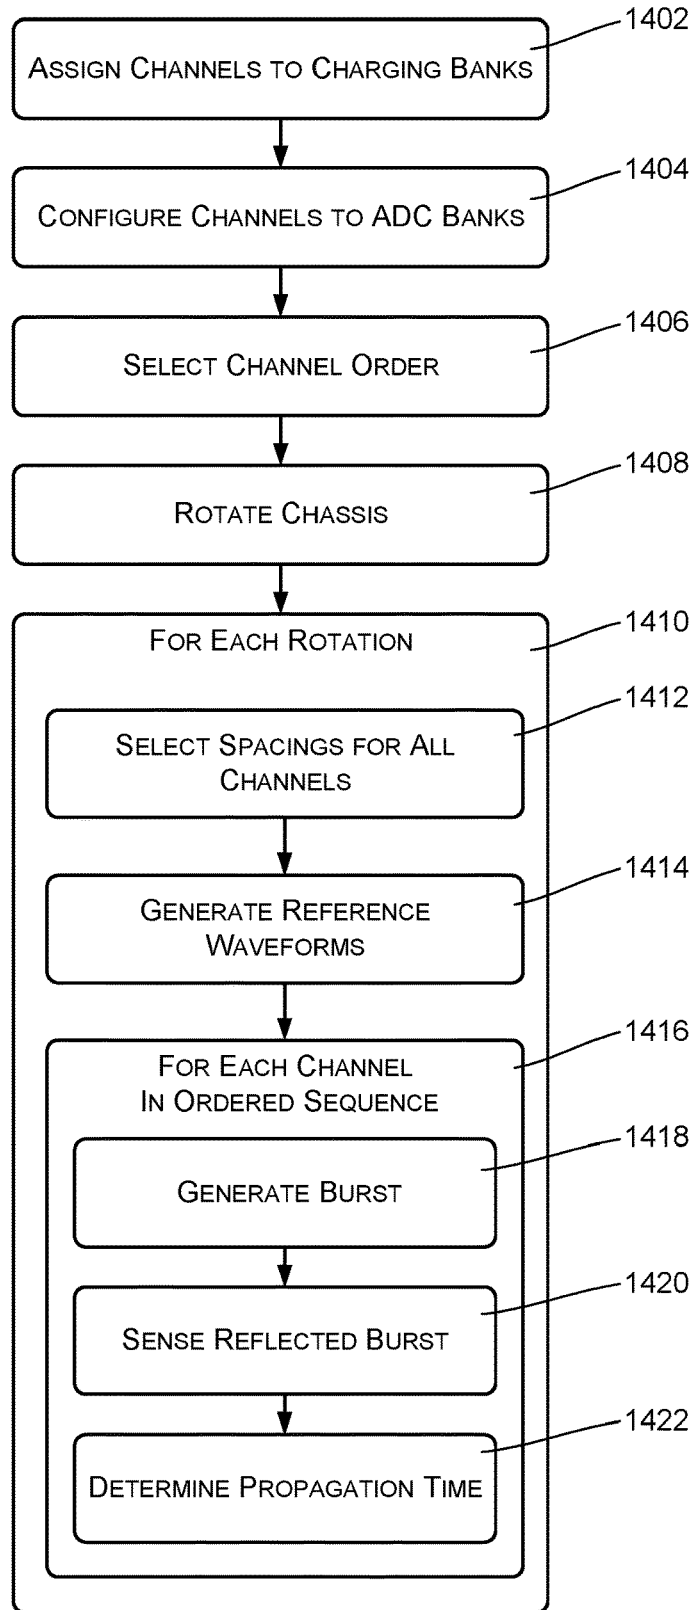 1402
ASSIGN CHANNELS TO CHARGING BANKS
1404
CONFIGURE CHANNELS TO ADC BANKS
1406
SELECT CHANNEL ORDER
1408
ROTATE CHASSIS
1410
FOR EACH ROTATION
1412
SELECT SPACINGS FOR ALL
CHANNELS
1414
GENERATE REFERENCE
WAVEFORMS
1416
FOR EACH CHANNEL
IN ORDERED SEQUENCE
1418
GENERATE BURST
1420
SENSE REFLECTED BURST
1422
DETERMINE PROPAGATION TIME